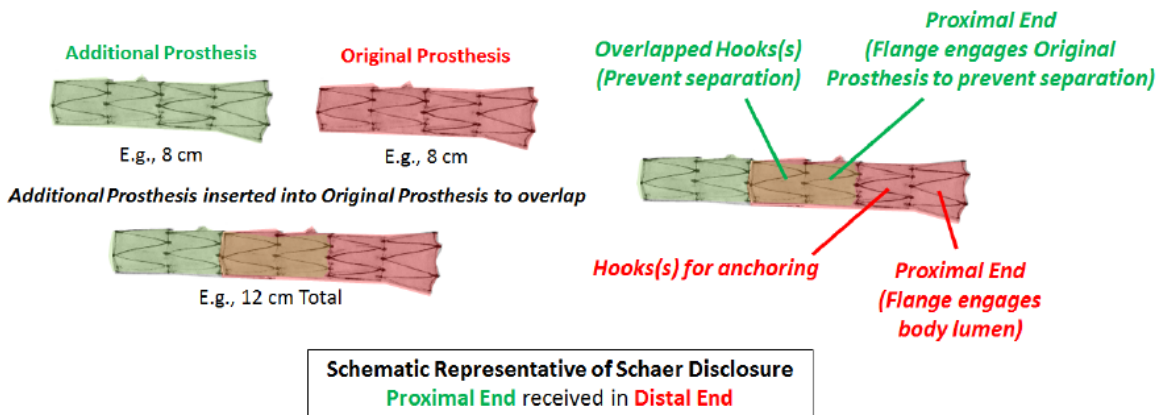 Additional Prosthesis
Original Prosthesis
E.g., 8 cm
E.g., 8 cm
Additional Prosthesis inserted into Original Prosthesis to overlap
E.g., 12 cm Total
Overlapped Hooks(s)
(Prevent separation)
Proximal End
(Flange engages Original
Prosthesis to prevent separation)
Hooks(s) for anchoring
Proximal End
(Flange engages
body lumen)
Schematic Representative of Schaer Disclosure
Proximal End received in Distal End